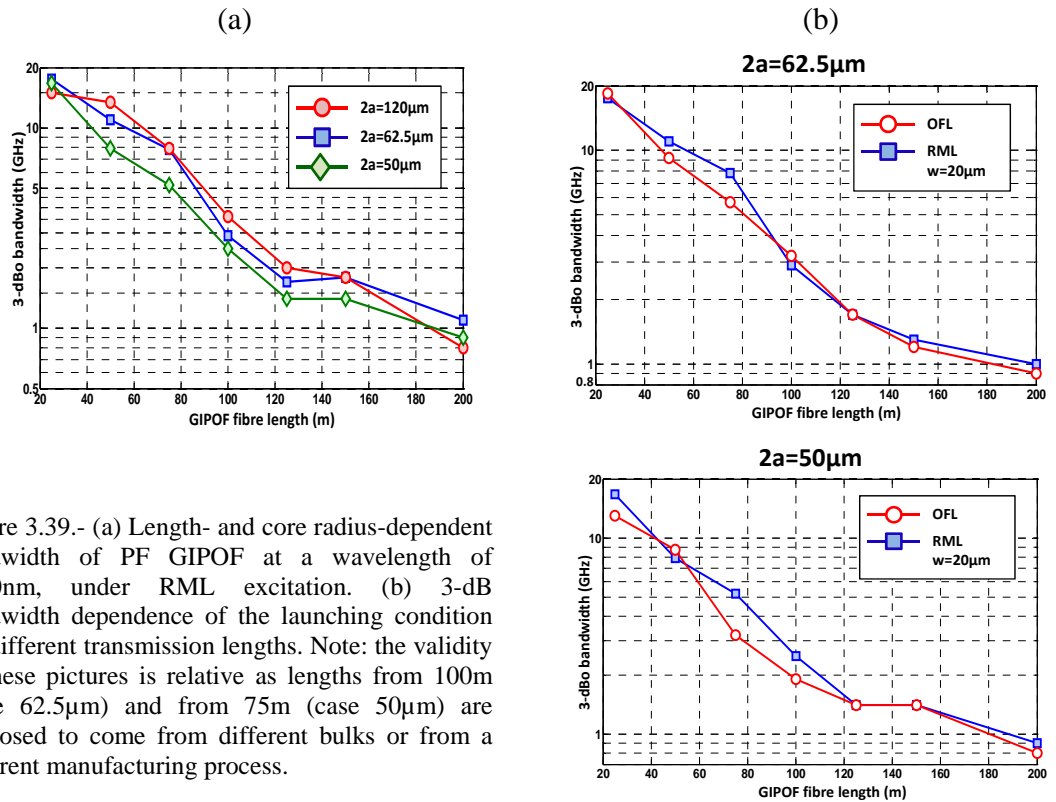 (a)
20
10
5
1
0.5
3-dBo bandwidth (GHz)
2a=120µm
2a=62.5µm
2a=50µm
20 40 60 80 100 120 140 160 180 200
GIPOF fibre length (m)
(b)
2a=62.5µm
20
10
1
0.8
3-dBo bandwidth (GHz)
OFL
RML
w=20µm
20 40 60 80 100 120 140 160 180 200
GIPOF fibre length (m)
2a=50µm
20
10
1
3-dBo bandwidth (GHz)
OFL
RML
w=20µm
20 40 60 80 100 120 140 160 180 200
GIPOF fibre length (m)
re 3.39.- (a) Length- and core radius-dependent
dwidth of PF GIPOF at a wavelength of
0nm, under RML excitation. (b) 3-dB
dwidth dependence of the launching condition
different transmission lengths. Note: the validity
hese pictures is relative as lengths from 100m
e 62.5µm) and from 75m (case 50µm) are
posed to come from different bulks or from a
erent manufacturing process.